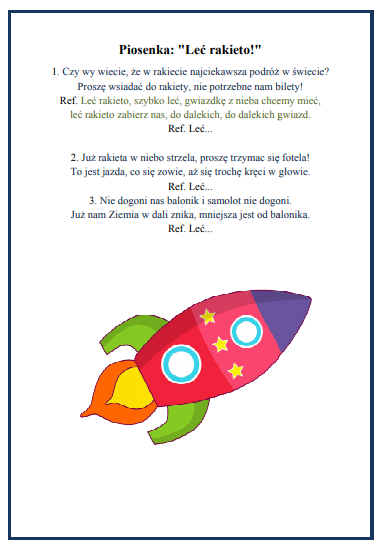 Piosenka: "Leć rakieto!"
1. Czy wy wiecie, że w rakiecie najciekawsza podróż w świecie?
Proszę wsiadać do rakiety, nie potrzebne nam bilety!
Ref. Leć rakieto, szybko leć, gwiazdkę z nieba chcemy mieć,
leć rakieto zabierz nas, do dalekich, do dalekich gwiazd.
Ref. Leć...
2. Już rakieta w niebo strzela, proszę trzymac się fotela!
To jest jazda, co się zowie, aż się trochę kręci w głowie.
Ref. Leć...
3. Nie dogoni nas balonik i samolot nie dogoni.
Już nam Ziemia w dali znika, mniejsza jest od balonika.
Ref. Leć...